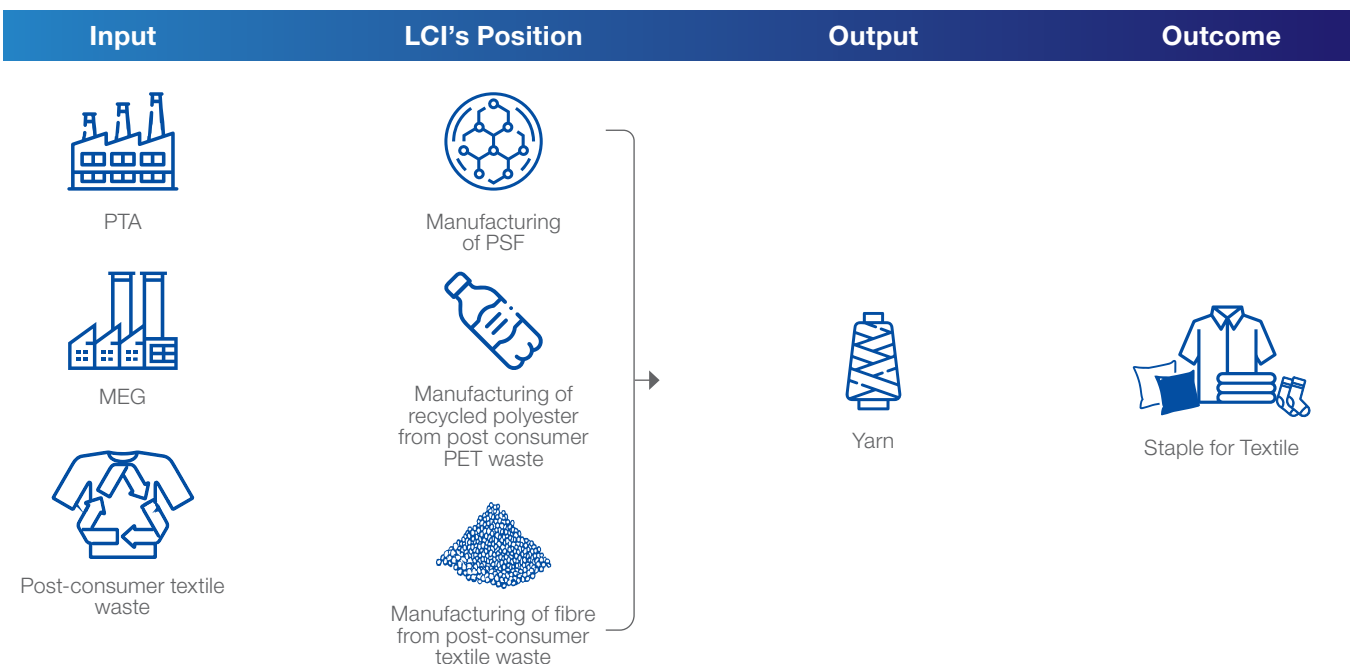 Input
LCI's Position
Output
Outcome
PTA
MEG
Post-consumer textile
waste
Manufacturing
of PSF
Manufacturing of
recycled polyester
from post consumer
PET waste
Manufacturing of fibre
from post-consumer
textile waste
Yarn
Staple for Textile